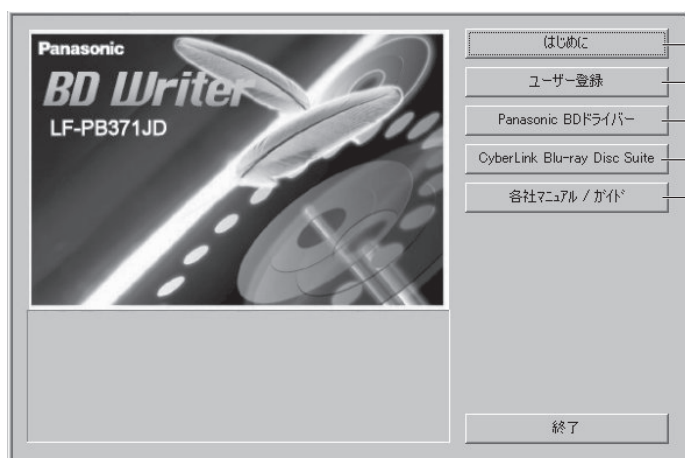 Panasonic
BD Writer
LF-PB371JD
はじめに
ユーザー登録
Panasonic BDドライバー
CyberLink Blu-ray Disc Suite
各社マニュアル / ガイド
終了